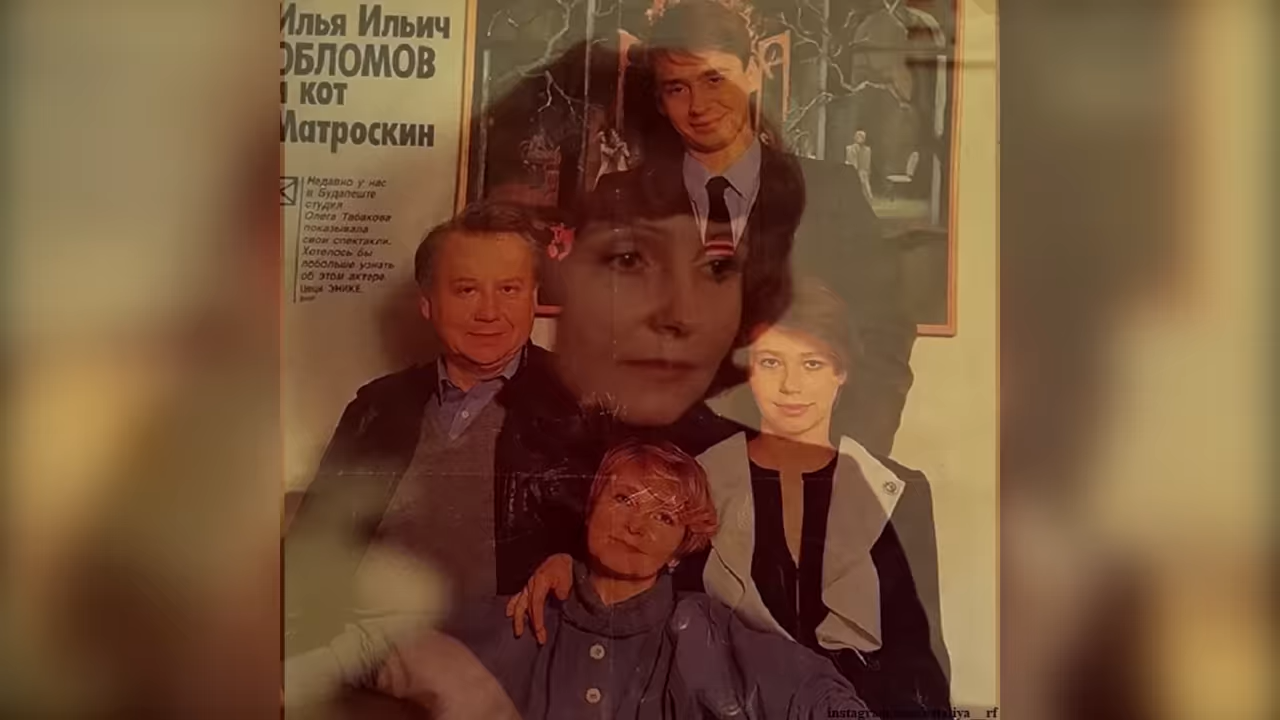 Илья Ильич
ОБЛОМОВ
и кот
Матроскин
Недавно у нас
в Будапеште
студия
Олега Табакова
показывала
свои спектакли.
Хотелось бы
побольше узнать
об этом актере.
ЭНИКЕ.
rf